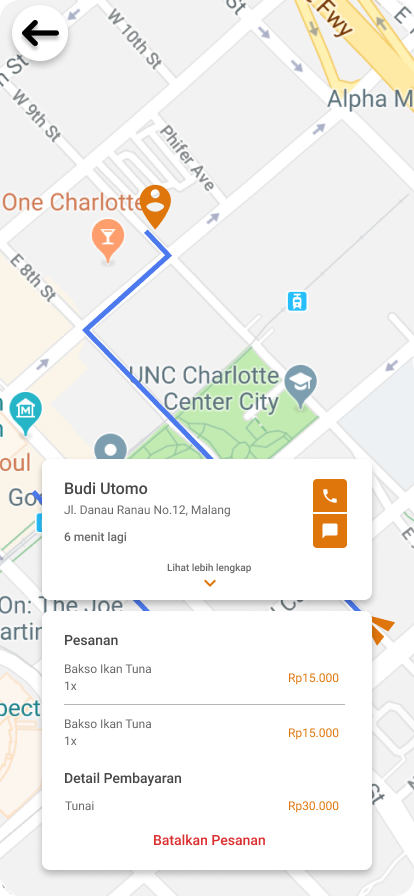 Fwy
W 10th St
Alpha M
W 9th St
Phifer Ave
One Charlotte
E 8th St
UNC Charlotte
Center City
oul
Go
Budi Utomo
Jl. Danau Ranau No.12, Malang
6 menit lagi
Lihat lebih lengkap
On: The Joe
artin
pect
St
Pesanan
Bakso Ikan Tuna
1x
Rp15.000
Bakso Ikan Tuna
1x
Rp15.000
Detail Pembayaran
Tunai
Rp30.000
Batalkan Pesanan